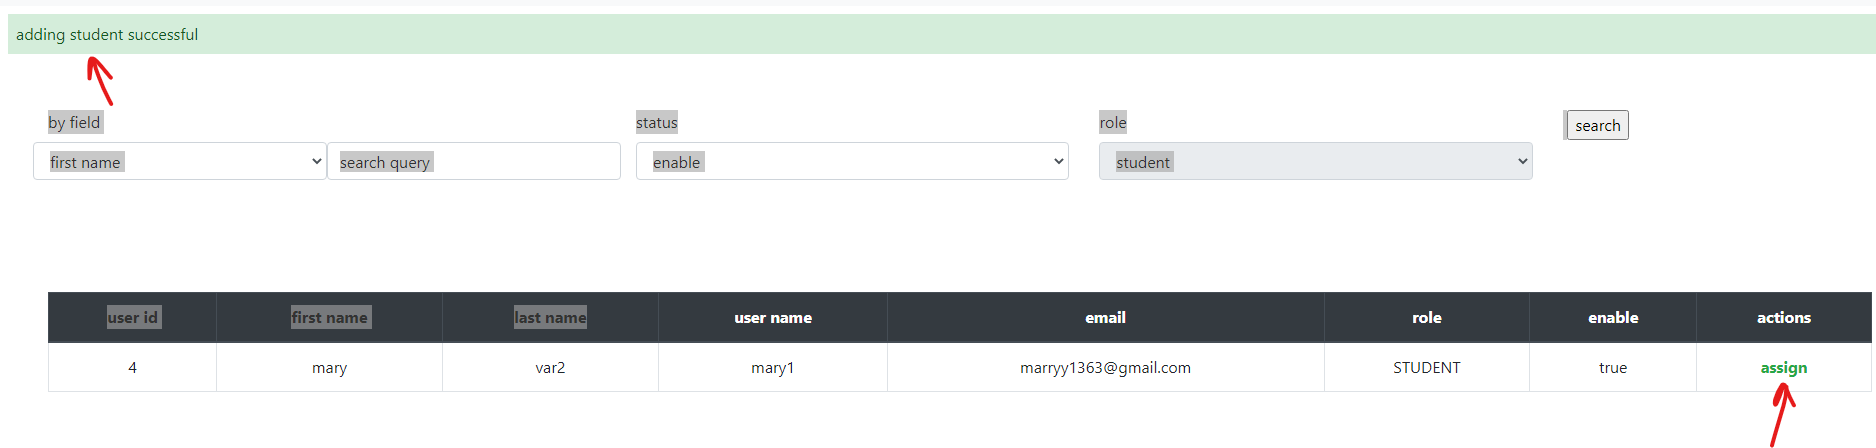 adding student successful
by field status role search
first name search query enable student
user id first name last name user name email role enable actions
4 mary var2 mary1 marryy1363@gmail.com STUDENT true assign